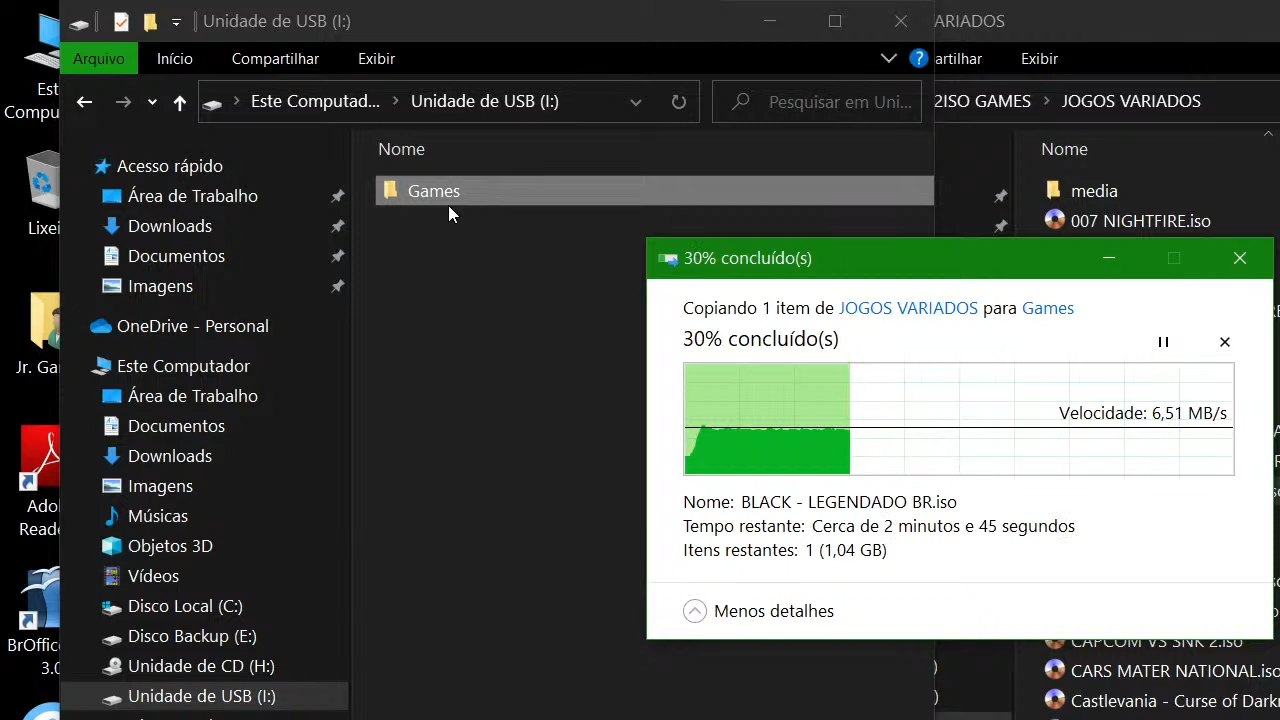 Unidade de USB (I:)
ARIADOS
Arquivo
Início
Compartilhar
Exibir
?
artilhar
Exibir
Este Computad...
Unidade de USB (I:)
Pesquisar em Uni...
2ISO GAMES
JOGOS VARIADOS
Est
Compu
Lixei
Jr. Ga
Ado
Reade
BrOffic
3.0
Acesso rápido
Área de Trabalho
Downloads
Documentos
Imagens
OneDrive - Personal
Este Computador
Área de Trabalho
Documentos
Downloads
Imagens
Músicas
Objetos 3D
Vídeos
Disco Local (C:)
Disco Backup (E:)
Unidade de CD (H:)
Unidade de USB (I:)
Nome
Games
Nome
media
007 NIGHTFIRE.iso
30% concluído(s)
Copiando 1 item de JOGOS VARIADOS para Games
30% concluído(s)
Velocidade: 6,51 MB/s
Nome: BLACK - LEGENDADO BR.iso
Tempo restante: Cerca de 2 minutos e 45 segundos
Itens restantes: 1 (1,04 GB)
Menos detalhes
CAPCOM VS SNK 2.iso
CARS MATER NATIONAL.iso
Castlevania - Curse of Dark